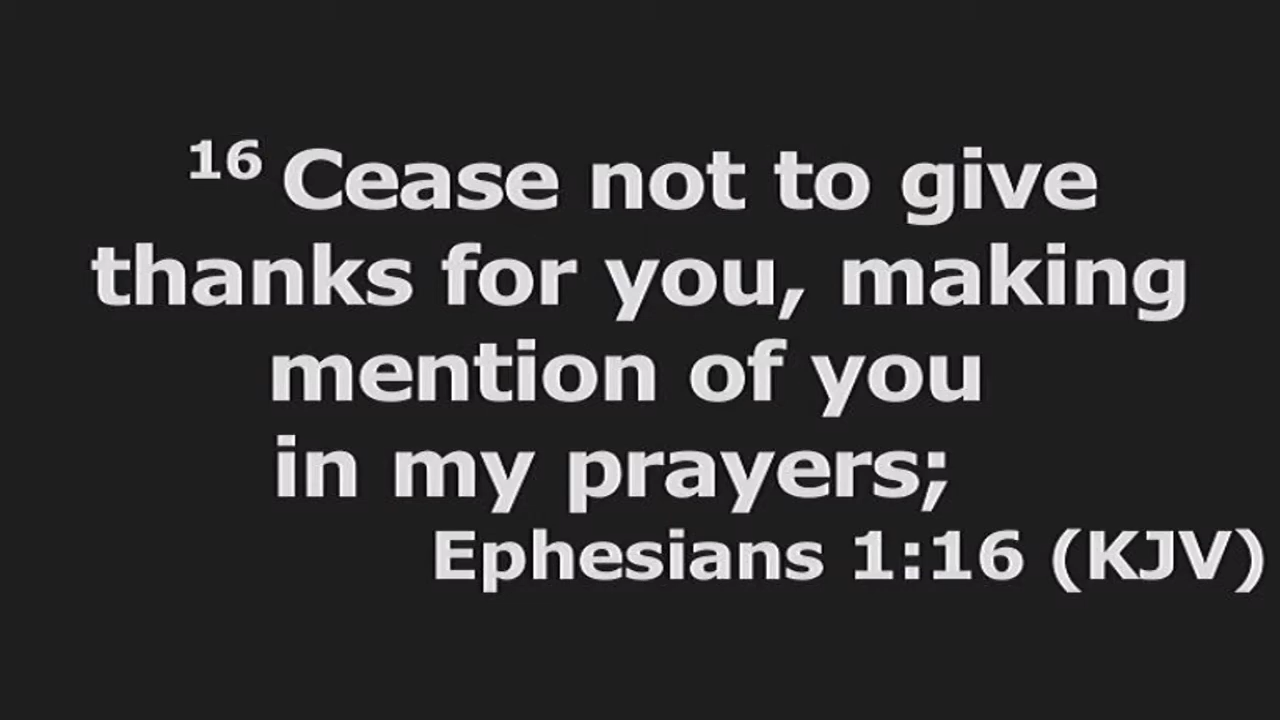 16 Cease not to give
thanks for you, making
mention of you
in my prayers;
Ephesians 1:16 (KJV)